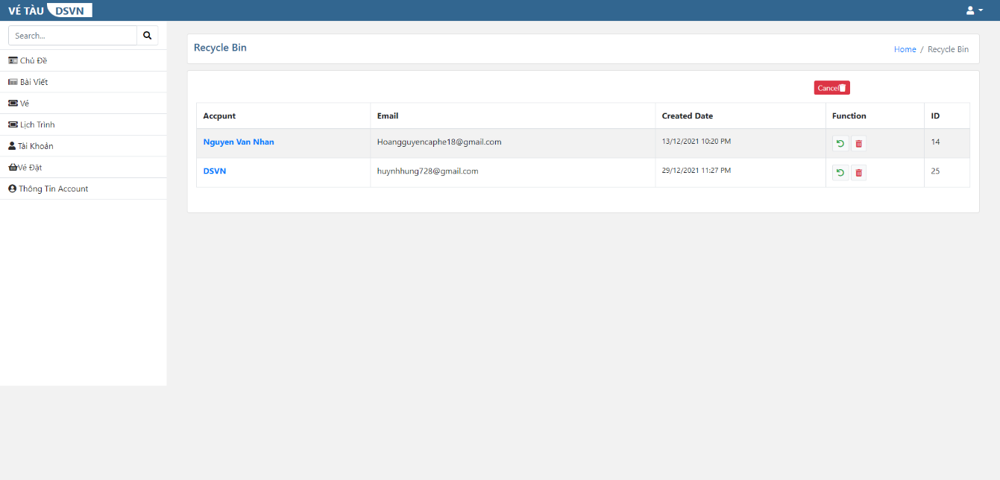 VÉ TÀU DSVN
Search...
Chủ Đề
Bài Viết
Vé
Lịch Trình
Tài Khoản
Vé Đặt
Thông Tin Account
Recycle Bin
Home / Recycle Bin
Cancel
Accpunt Email Created Date Function ID
Nguyen Van Nhan Hoangguyencaphe18@gmail.com 13/12/2021 10:20 PM 14
DSVN huynhhung728@gmail.com 29/12/2021 11:27 PM 25